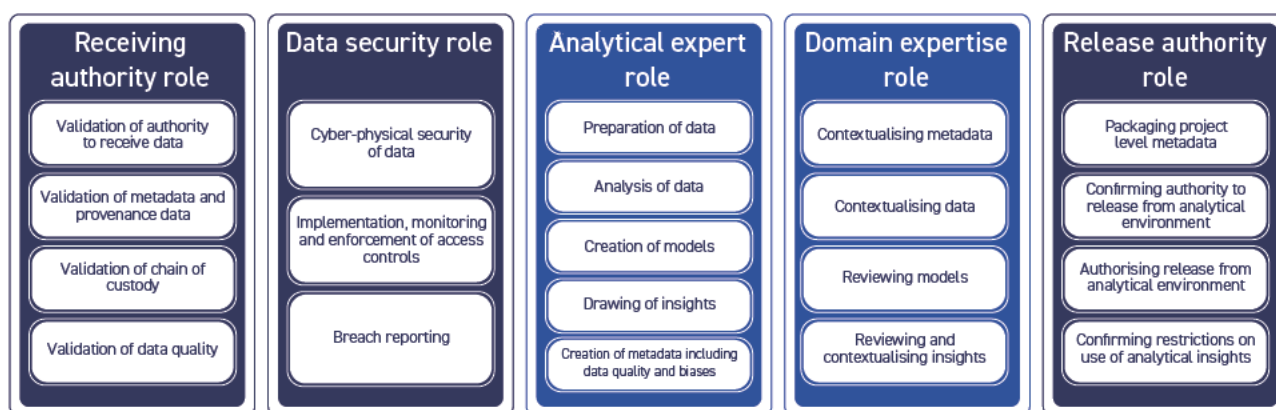 Receiving
authority role
Validation of authority
to receive data
Validation of metadata and
provenance data
Validation of chain of
custody
Validation of data quality
Data security role
Cyber-physical security
of data
Implementation, monitoring
and enforcement of access
controls
Breach reporting
Analytical expert
role
Preparation of data
Analysis of data
Creation of models
Drawing of insights
Creation of metadata including
data quality and biases
Domain expertise
role
Contextualising metadata
Contextualising data
Reviewing models
Reviewing and
contextualising insights
Release authority
role
Packaging project
level metadata
Confirming authority to
release from analytical
environment
Authorising release from
analytical environment
Confirming restrictions on
use of analytical insights